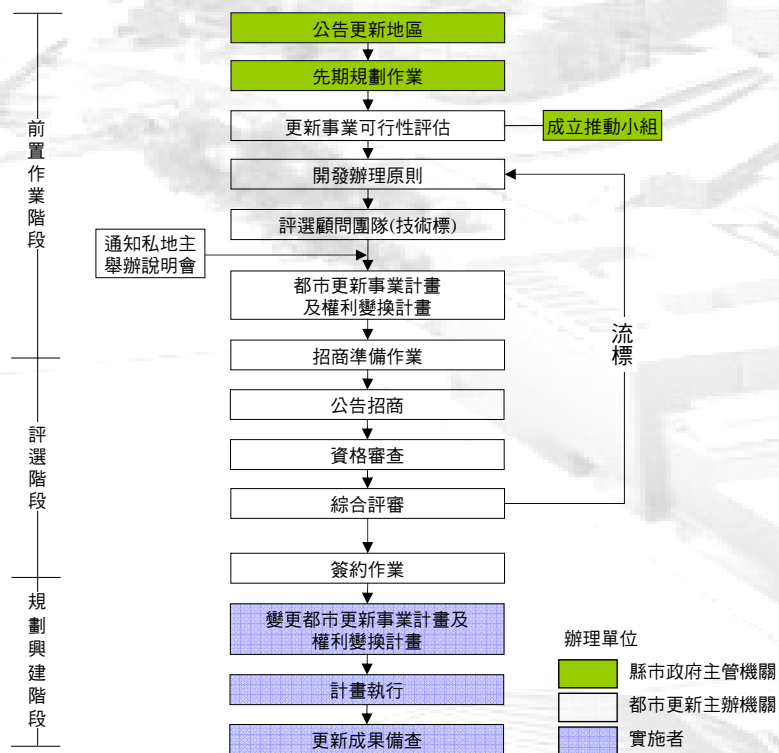 公告更新地區
先期規劃作業
更新事業可行性評估
成立推動小組
開發辦理原則
評選顧問團隊(技術標)
通知私地主
舉辦說明會
都市更新事業計畫
及權利變換計畫
招商準備作業
公告招商
資格審查
綜合評審
簽約作業
變更都市更新事業計畫及
權利變換計畫
計畫執行
更新成果備查
前置作業階段
評選階段
規劃興建階段
流標
辦理單位
縣市政府主管機關
都市更新主辦機關
實施者